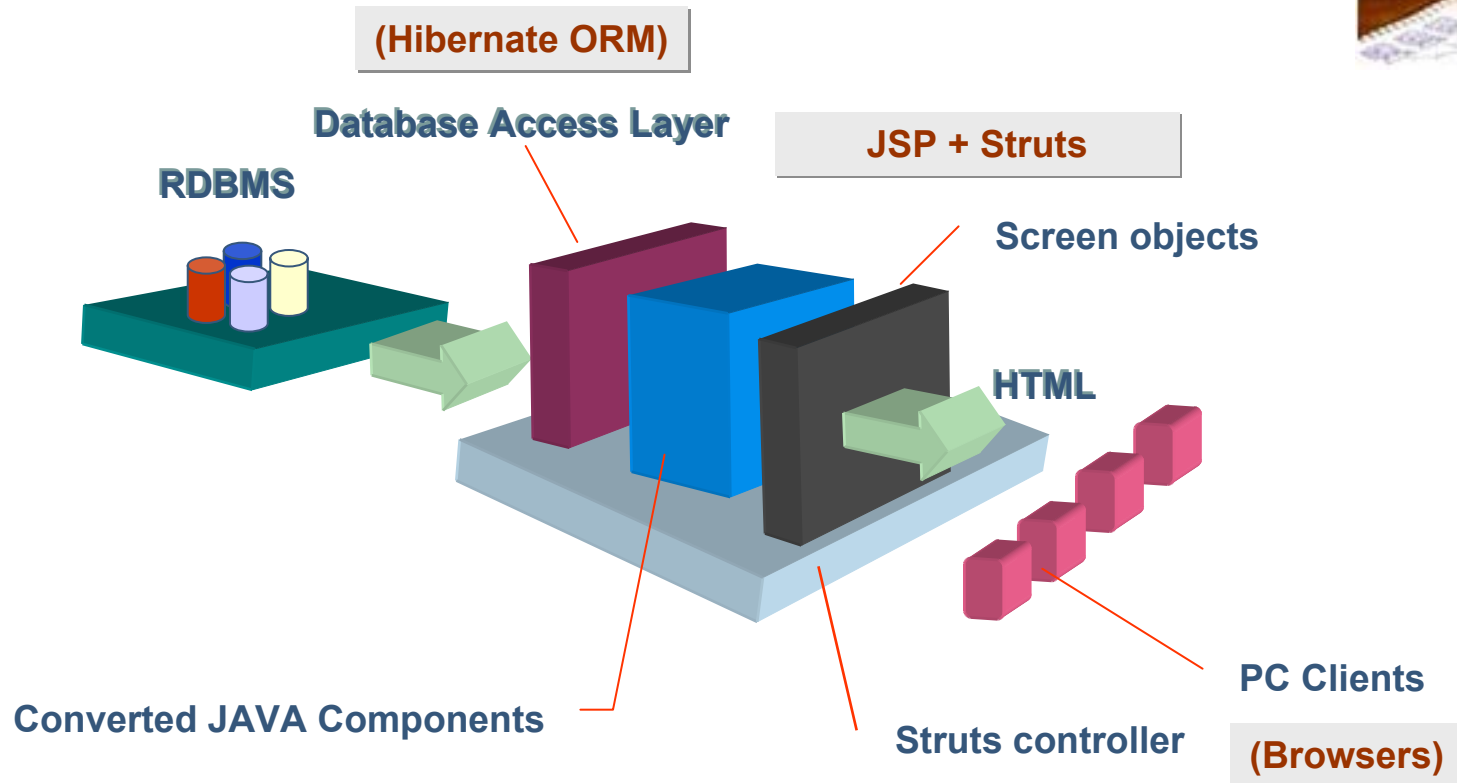 (Hibernate ORM)
Database Access Layer
JSP + Struts
RDBMS
Screen objects
HTML
PC Clients
Converted JAVA Components
Struts controller
(Browsers)